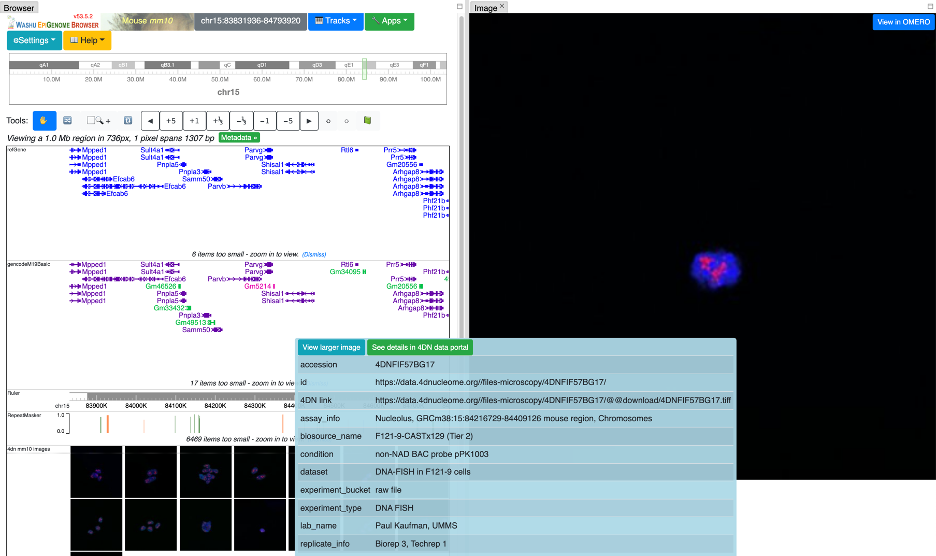 Browser
v53.5.2
WashU EpiGenome Browser
Mouse mm10
chr15:83831936-84793920
Tracks
Apps
Settings
Help
qA1 qA2 qB1 qB3.1 qC qD1 qD3 qE1 qE3 qF1
10.0M 20.0M 30.0M 40.0M 50.0M 60.0M 70.0M 80.0M 90.0M 100.0M
chr15
Tools: +5 +1 +⅓ -⅓ -1 -5
Viewing a 1.0 Mb region in 736px, 1 pixel spans 1307 bp Metadata »
refGene
Mpped1 Sult4a1 Parvg Rtl6 Prr5
Mpped1 Sult4a1 Parvg Prr5
Mpped1 Pnpla5 Shisal1 Gm20556
Mpped1 Pnpla3 Shisal1 Arhgap8
Efcab6 Samm50 Arhgap8
Efcab6 Parvb Arhgap8
Efcab6 Arhgap8
Phf21b
Phf21b
Phf21b
6 items too small - zoom in to view. (Dismiss)
gencodeM19Basic
Mpped1 Sult4a1 Parvg Rtl6 Prr5
Mpped1 Sult4a1 Parvg Gm34095 Phf21b
Efcab6 Parvb Prr5 4
Mpped1 Gm46526 Gm5214 Gm20556
Mpped1 Pnpla5 Shisal1 Arhgap8
Mpped1 Pnpla5 Shisal1 Arhgap8
Gm33432 Arhgap8
Pnpla3 Phf21b
Gm49513
Samm50
17 items too small - zoom in to vie
Ruler
chr15 83900K 84000K 84100K 84200K 84300K 844
RepeatMasker 1.0
0.0
6469 items too small - zoom in to vi
4dn mm10 images
Image ×
View in OMERO
View larger image See details in 4DN data portal
accession 4DNFIF57BG17
id https://data.4dnucleome.org//files-microscopy/4DNFIF57BG17/
4DN link https://data.4dnucleome.org//files-microscopy/4DNFIF57BG17/@@download/4DNFIF57BG17.tiff
assay_info Nucleolus, GRCm38:15:84216729-84409126 mouse region, Chromosomes
biosource_name F121-9-CASTx129 (Tier 2)
condition non-NAD BAC probe pPK1003
dataset DNA-FISH in F121-9 cells
experiment_bucket raw file
experiment_type DNA FISH
lab_name Paul Kaufman, UMMS
replicate_info Biorep 3, Techrep 1